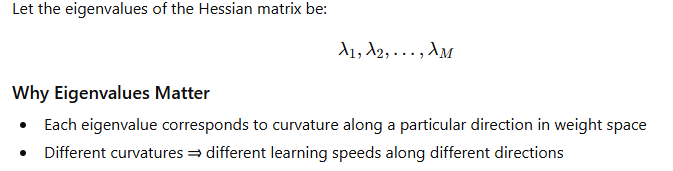 Let the eigenvalues of the Hessian matrix be:
λ₁, λ₂, . . . , λ_M
Why Eigenvalues Matter
• Each eigenvalue corresponds to curvature along a particular direction in weight space
• Different curvatures ⇒ different learning speeds along different directions